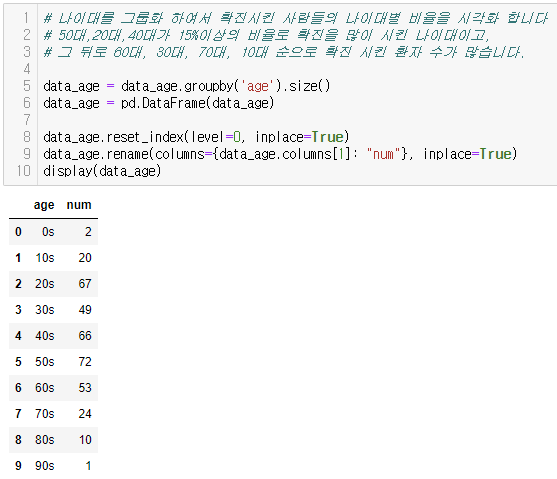 1 # 나이대를 그룹화 하여서 확진시킨 사람들의 나이대별 비율을 시각화 합니다
2 # 50대,20대,40대가 15%이상의 비율로 확진을 많이 시킨 나이대이고,
3 # 그 뒤로 60대, 30대, 70대, 10대 순으로 확진 시킨 환자 수가 많습니다.
4
5 data_age = data_age.groupby('age').size()
6 data_age = pd.DataFrame(data_age)
7
8 data_age.reset_index(level=0, inplace=True)
9 data_age.rename(columns={data_age.columns[1]: "num"}, inplace=True)
10 display(data_age)
age num
0 0s 2
1 10s 20
2 20s 67
3 30s 49
4 40s 66
5 50s 72
6 60s 53
7 70s 24
8 80s 10
9 90s 1